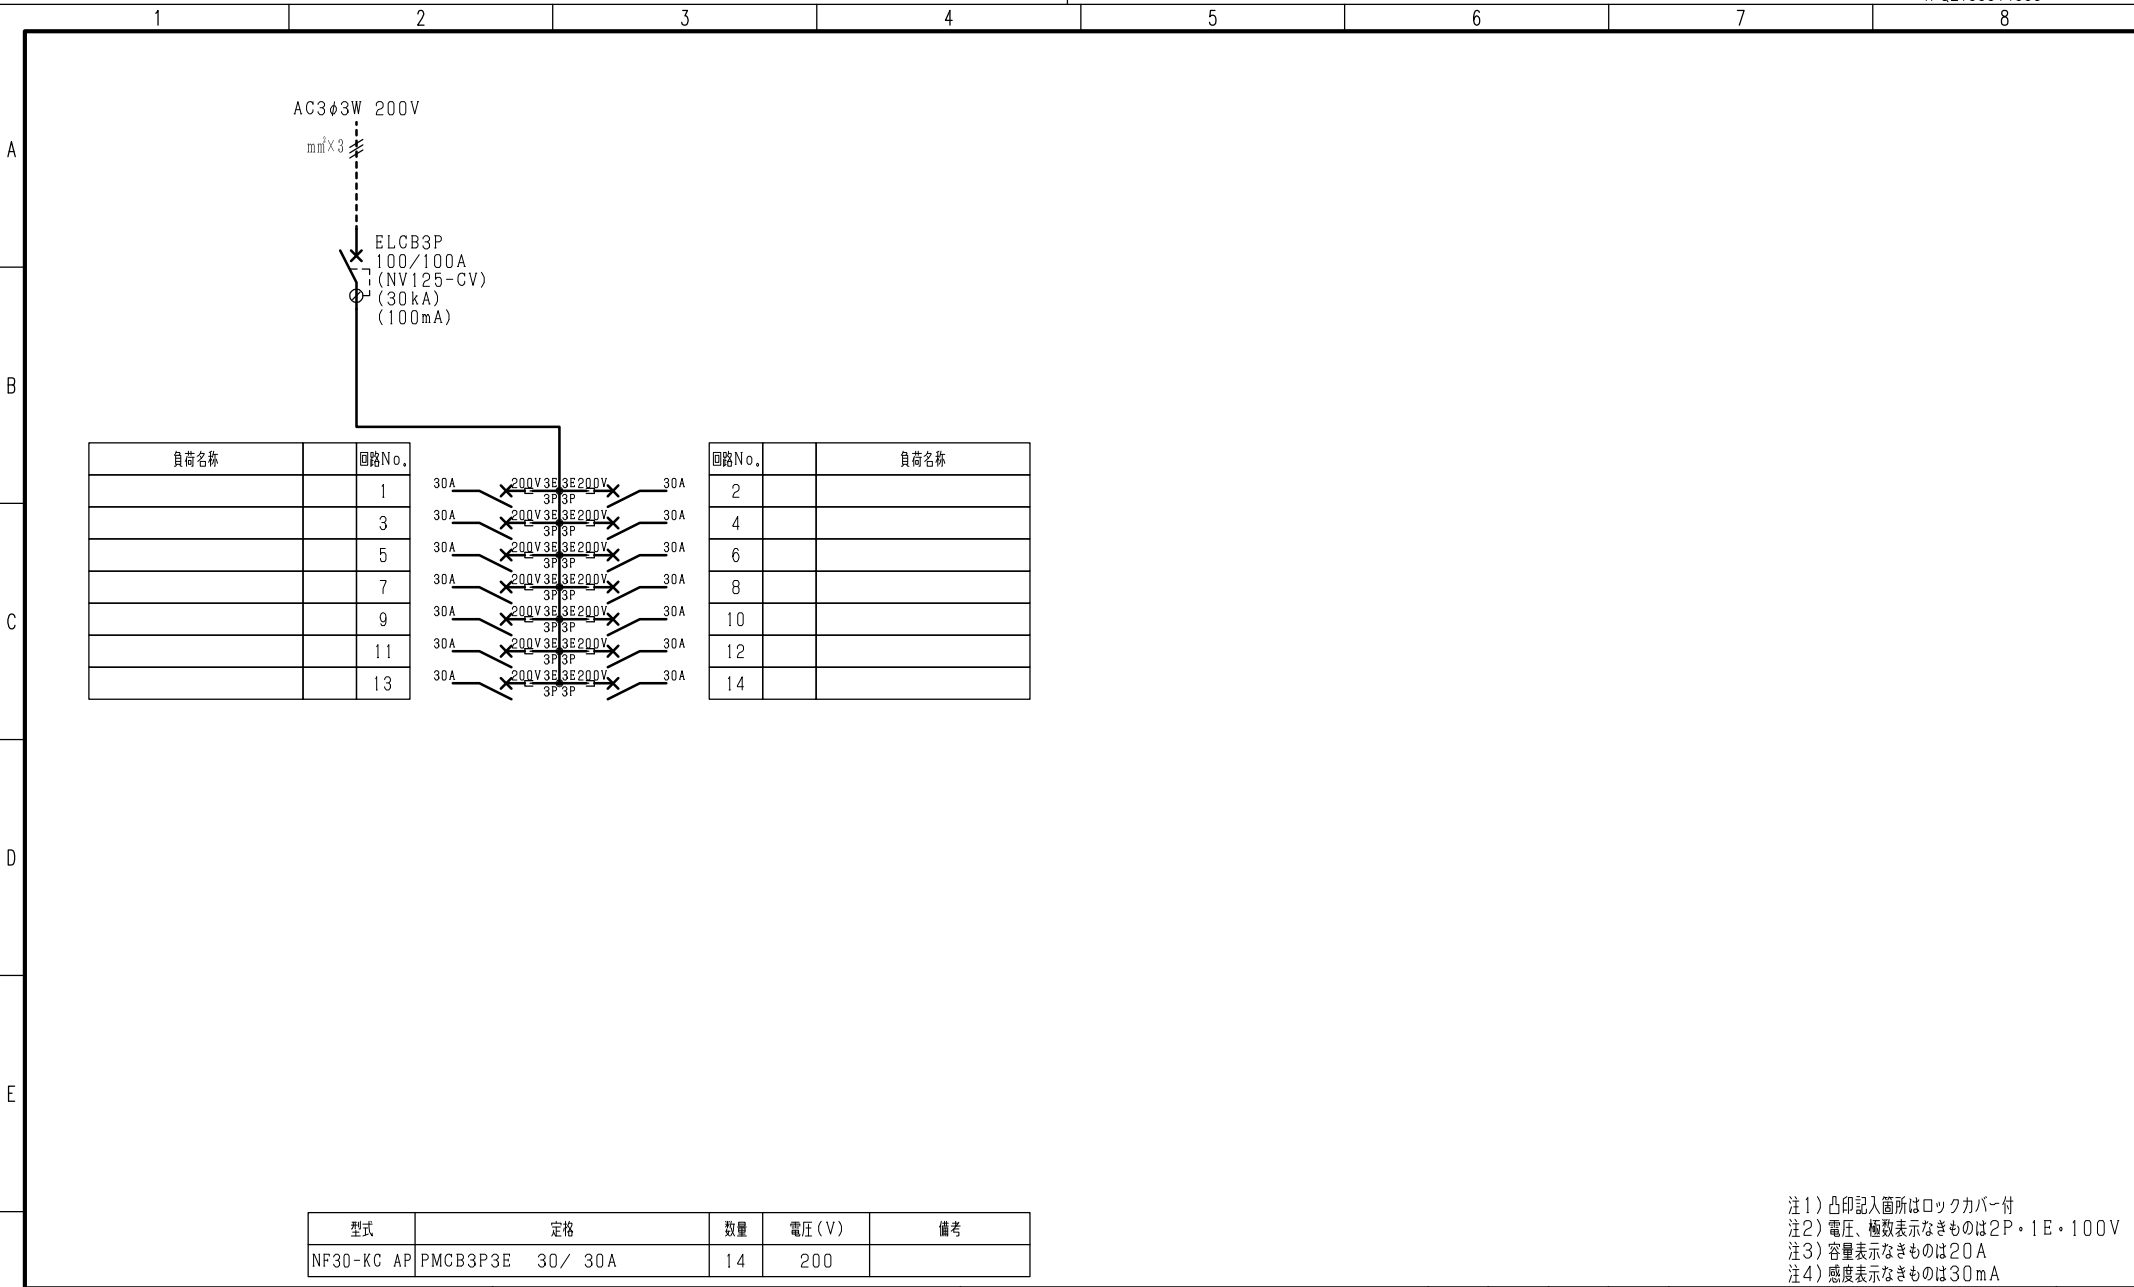 1 2 3 4 5 6 7 8
A
B
C
D
E
AC3φ3W 200V
mm²×3
ELCB3P
100/100A
(NV125-CV)
(30kA)
(100mA)
負荷名称 回路No.
回路No. 負荷名称
1 30A 200V 3E 3E 200V 30A 2
3P 3P
3 30A 200V 3E 3E 200V 30A 4
3P 3P
5 30A 200V 3E 3E 200V 30A 6
3P 3P
7 30A 200V 3E 3E 200V 30A 8
3P 3P
9 30A 200V 3E 3E 200V 30A 10
3P 3P
11 30A 200V 3E 3E 200V 30A 12
3P 3P
13 30A 200V 3E 3E 200V 30A 14
3P 3P
型式 定格 数量 電圧(V) 備考
NF30-KC AP PMCB3P3E 30/ 30A 14 200
注1)凸印記入箇所はロックカバー付
注2)電圧、極数表示なきものは2P・1E・100V
注3)容量表示なきものは20A
注4)感度表示なきものは30mA